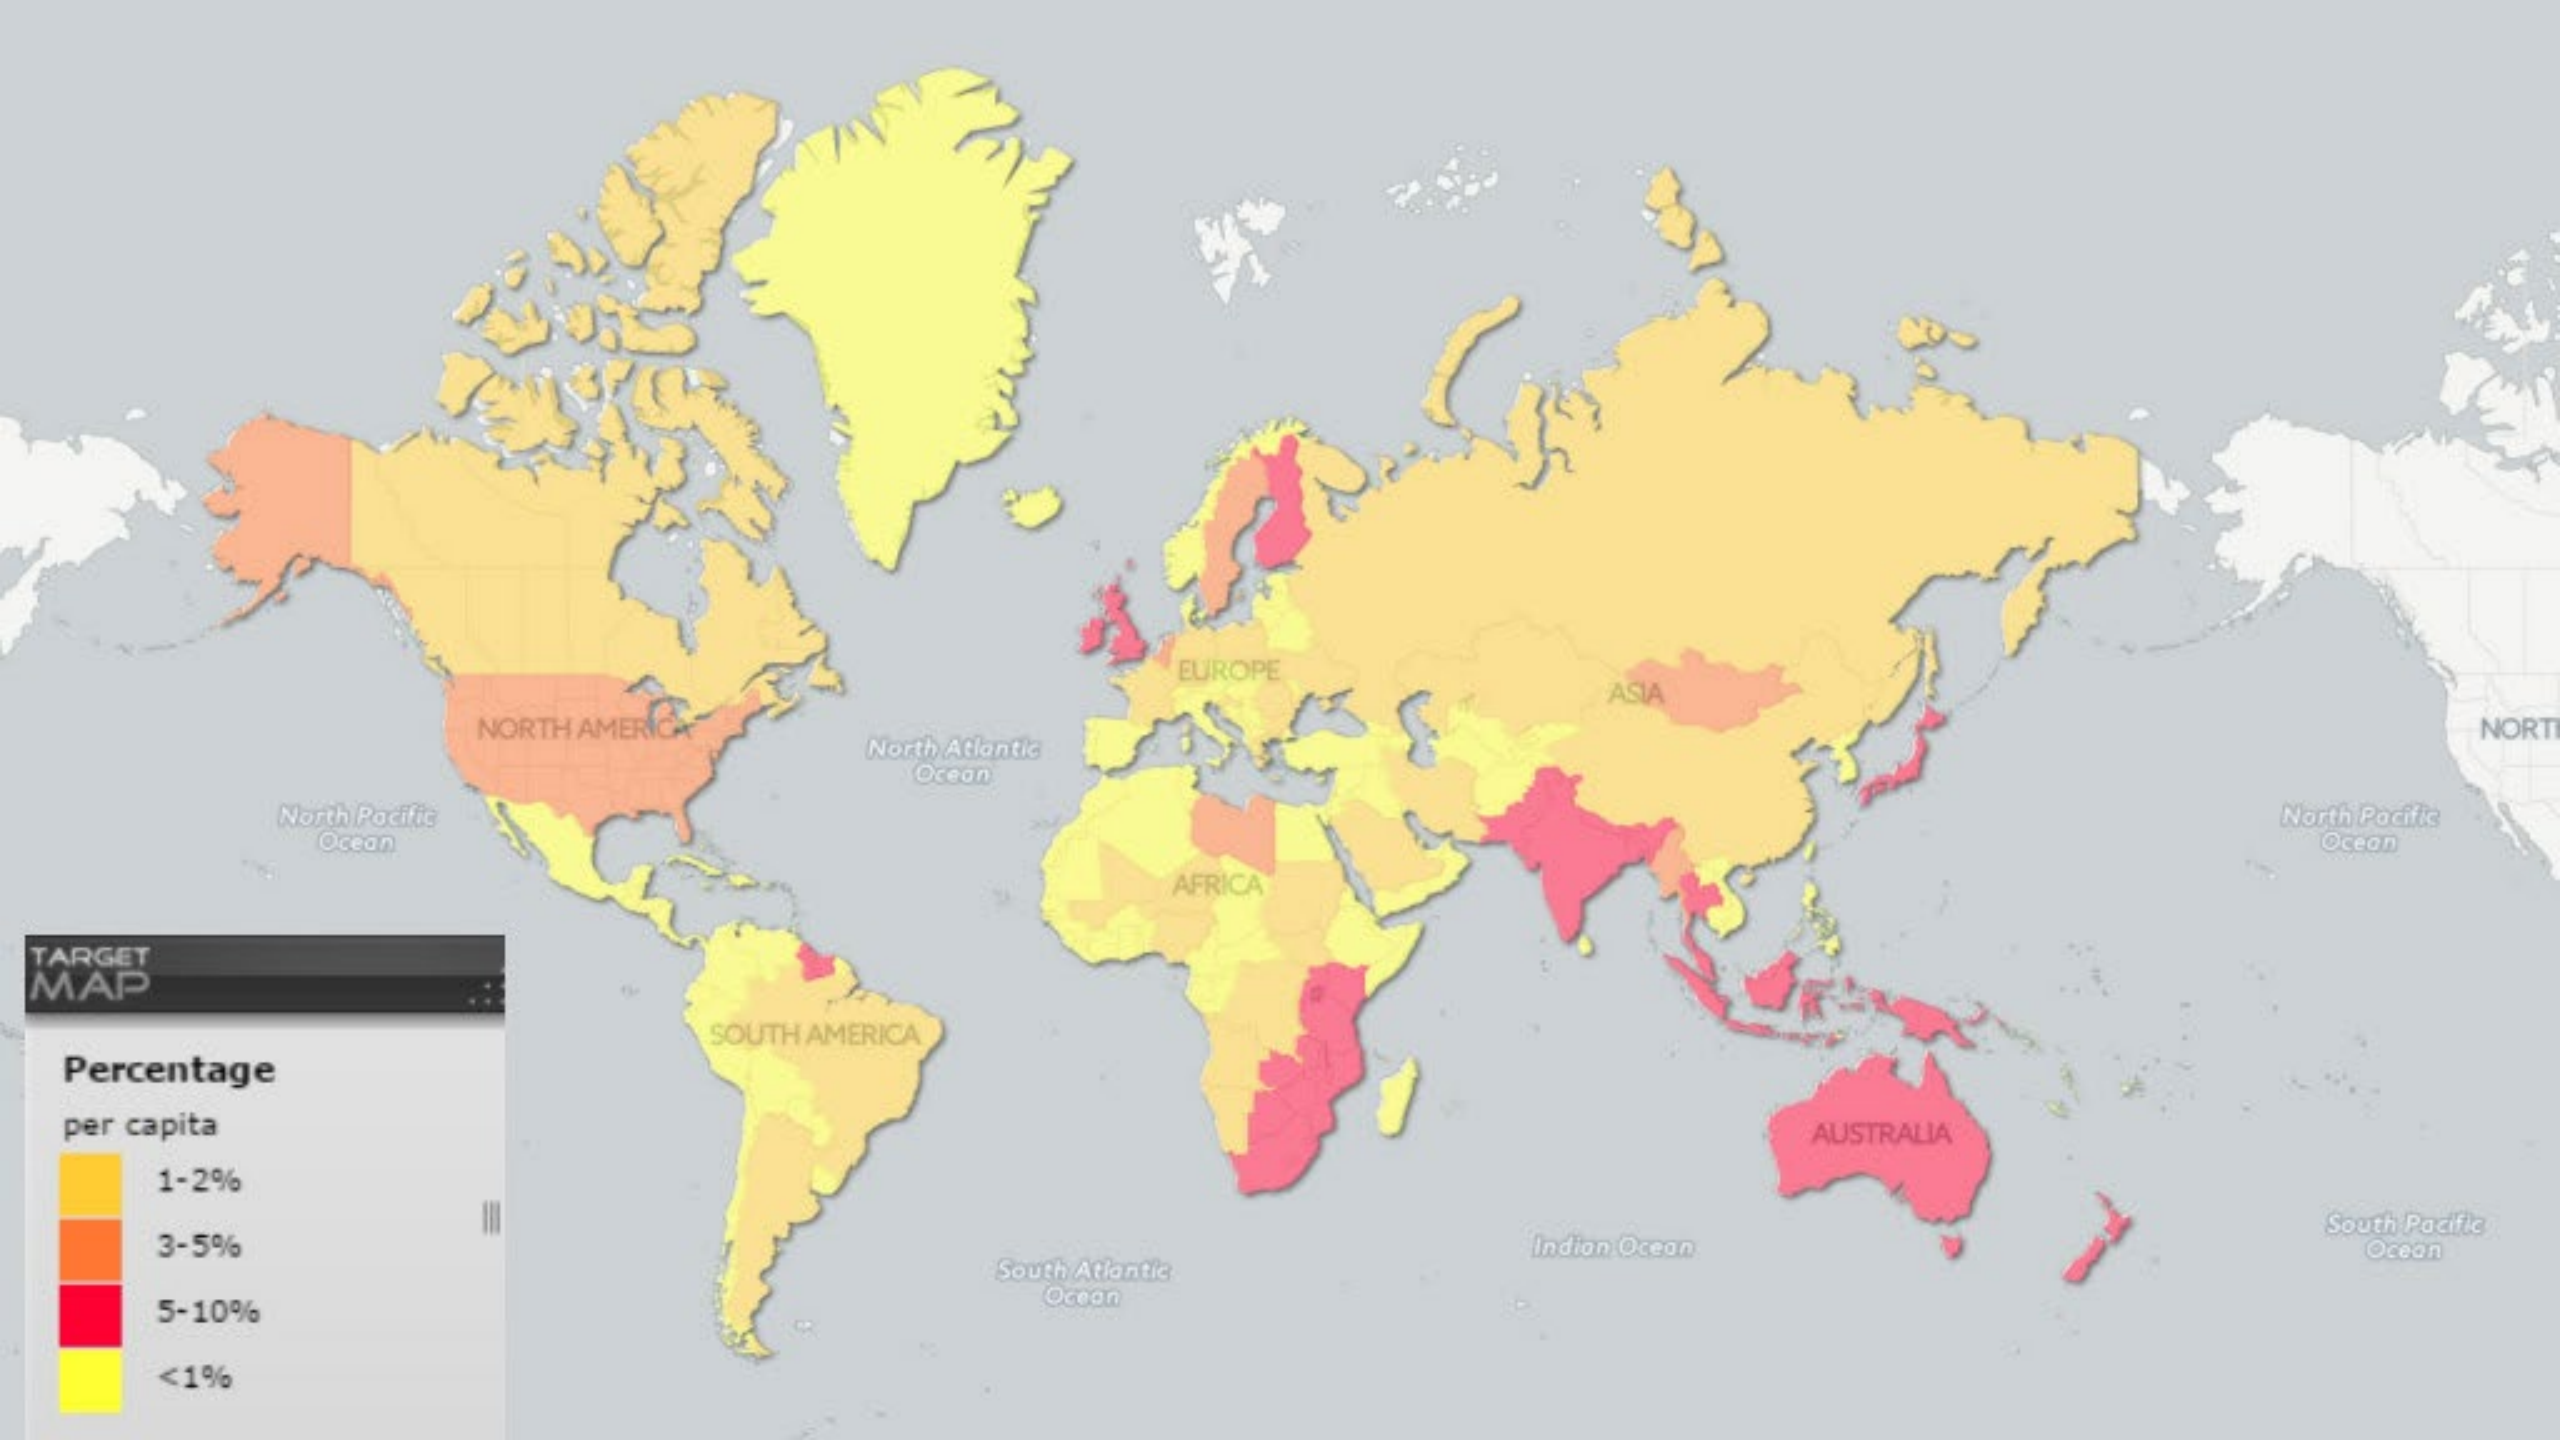 EUROPE
ASIA
NORTH AMERICA
NORTH
North Atlantic
Ocean
North Pacific
Ocean
North Pacific
Ocean
AFRICA
TARGET
MAP
SOUTH AMERICA
Percentage
per capita
1-2%
3-5%
5-10%
<1%
AUSTRALIA
South Atlantic
Ocean
Indian Ocean
South Pacific
Ocean